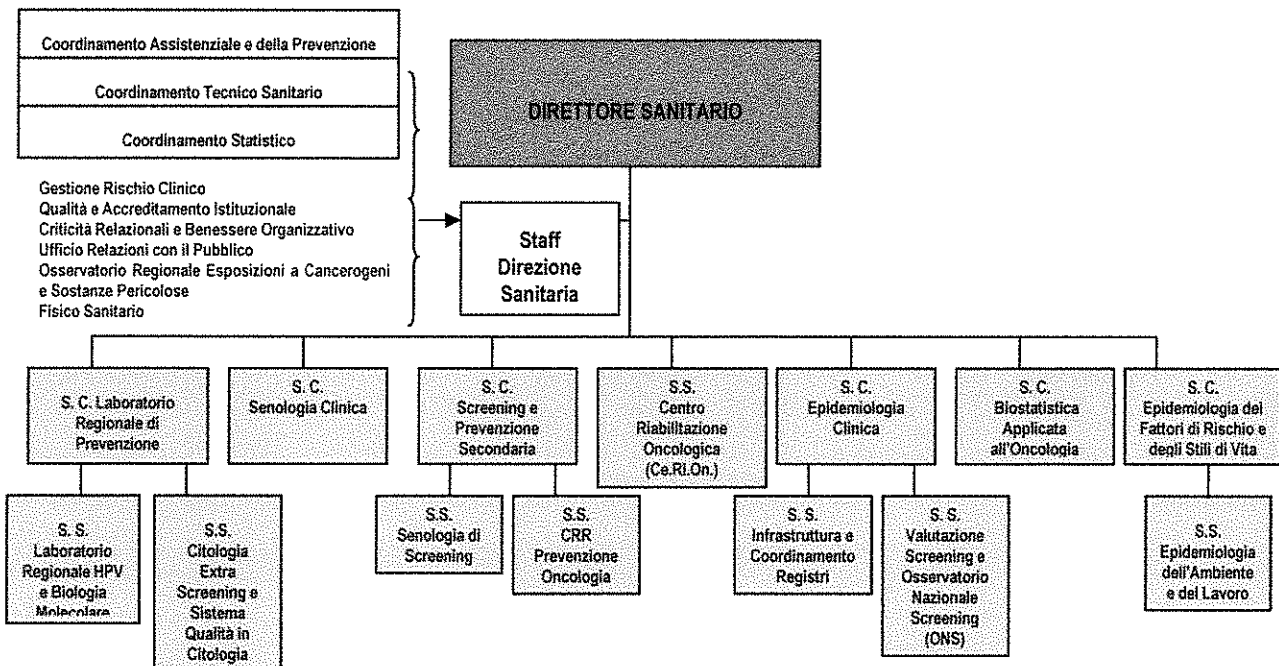 Coordinamento Assistenziale e della Prevenzione
Coordinamento Tecnico Sanitario
Coordinamento Statistico
DIRETTORE SANITARIO
Gestione Rischio Clinico
Qualità e Accreditamento Istituzionale
Criticità Relazionali e Benessere Organizzativo
Ufficio Relazioni con il Pubblico
Osservatorio Regionale Esposizioni a Cancerogeni
e Sostanze Pericolose
Fisico Sanitario
Staff
Direzione
Sanitaria
S. C. Laboratorio
Regionale di
Prevenzione
S. C.
Senologia Clinica
S. C.
Screening e
Prevenzione
Secondaria
S.S.
Centro
Riabilitazione
Oncologica
(Ce.Ri.On.)
S. C.
Epidemiologia
Clinica
S. C.
Biostatistica
Applicata
all'Oncologia
S. C.
Epidemiologia dei
Fattori di Rischio e
degli Stili di Vita
S. S.
Laboratorio
Regionale HPV
e Biologia
Molecolare
S.S.
Citologia
Extra
Screening e
Sistema
Qualità in
Citologia
S.S.
Senologia di
Screening
S.S.
CRR
Prevenzione
Oncologia
S. S.
Infrastruttura e
Coordinamento
Registri
S. S.
Valutazione
Screening e
Osservatorio
Nazionale
Screening
(ONS)
S.S.
Epidemiologia
dell'Ambiente
e del Lavoro